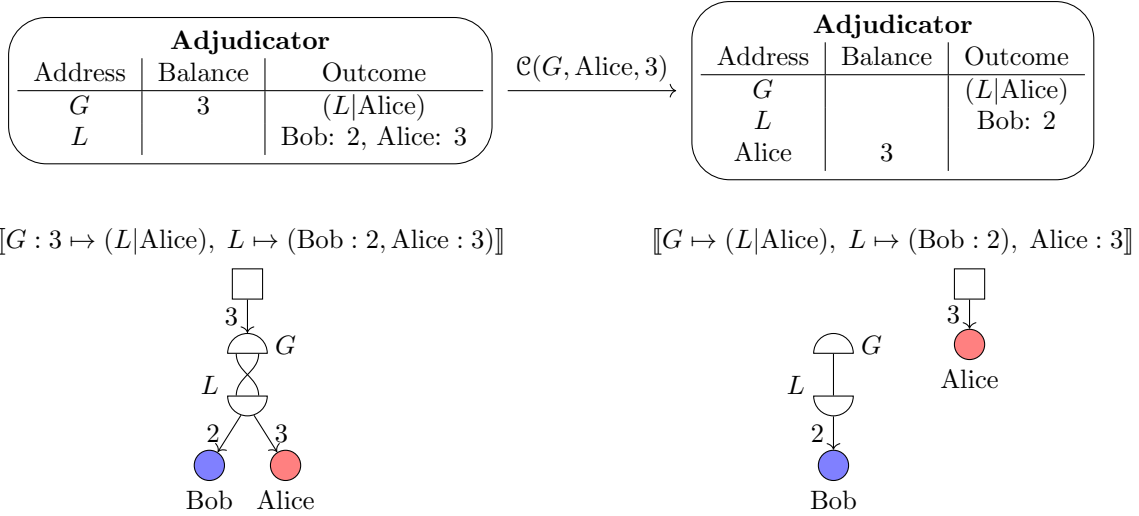 Adjudicator
Address Balance Outcome
G 3 (L|Alice)
L Bob: 2, Alice: 3
𝒞(G, Alice, 3)
Adjudicator
Address Balance Outcome
G (L|Alice)
L Bob: 2
Alice 3
⟦G : 3 ↦ (L|Alice), L ↦ (Bob : 2, Alice : 3)⟧
3
G
L
2 3
Bob Alice
⟦G ↦ (L|Alice), L ↦ (Bob : 2), Alice : 3⟧
3
G
Alice
L
2
Bob